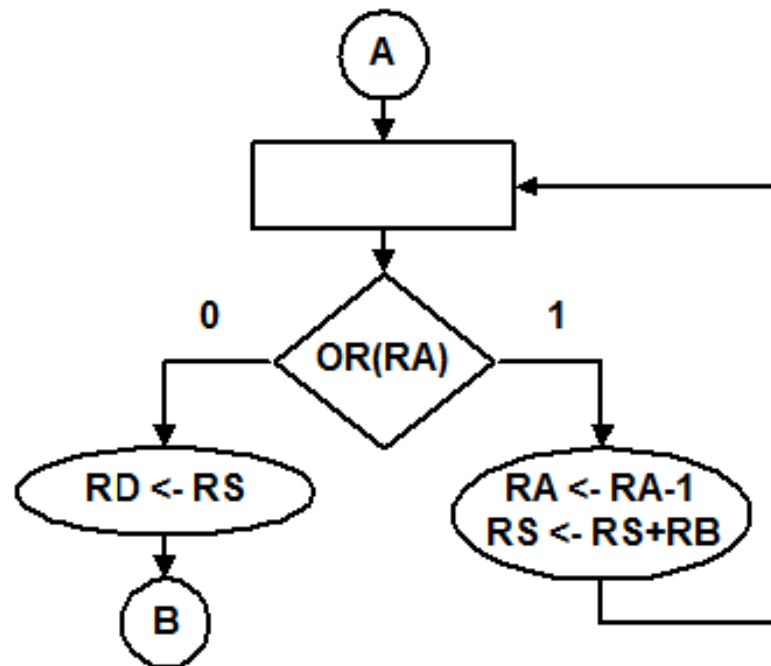 A
0
1
OR(RA)
RD <- RS
RA <- RA-1
RS <- RS+RB
B